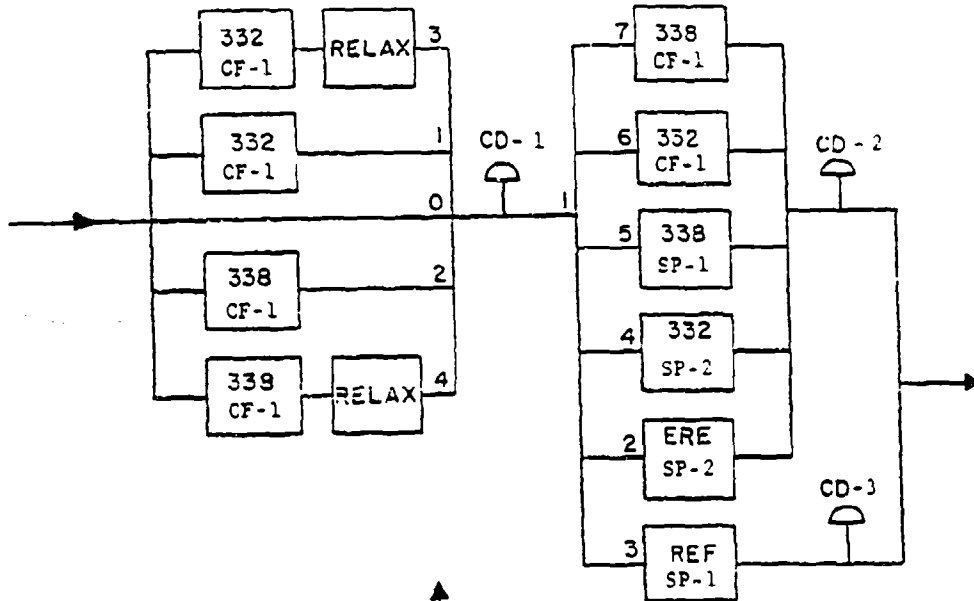 332
CF-1
RELAX
3
332
CF-1
1
CD-1
0
338
CF-1
2
338
CF-1
RELAX
4
1
7
338
CF-1
6
332
CF-1
CD-2
5
338
SP-1
4
332
SP-2
2
ERE
SP-2
CD-3
3
REF
SP-1